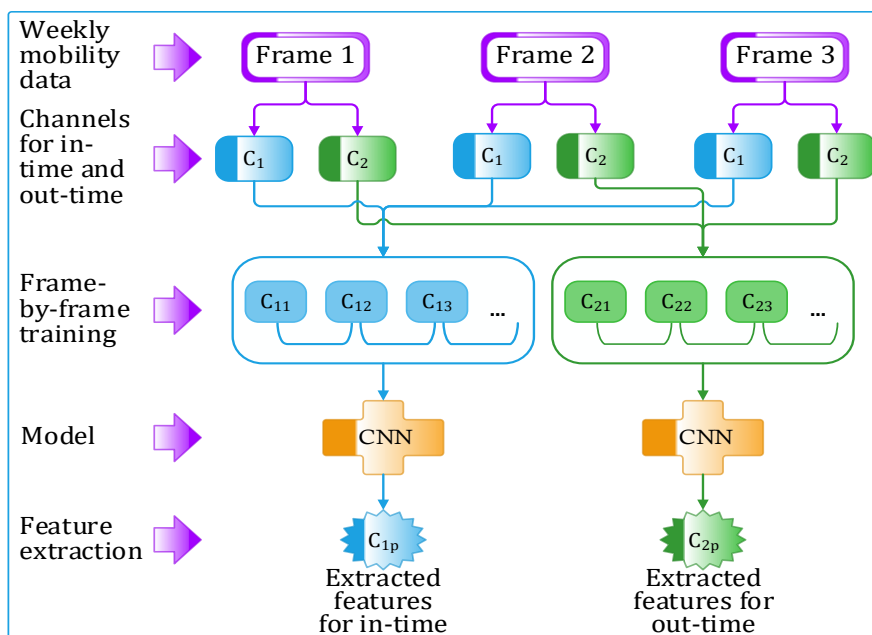 Weekly
mobility
data
Frame 1
Frame 2
Frame 3
Channels
for in-
time and
out-time
C₁
C₂
C₁
C₂
C₁
C₂
Frame-
by-frame
training
C₁₁
C₁₂
C₁₃
...
C₂₁
C₂₂
C₂₃
...
Model
CNN
CNN
Feature
extraction
C₁ₚ
C₂ₚ
Extracted
features
for in-time
Extracted
features for
out-time